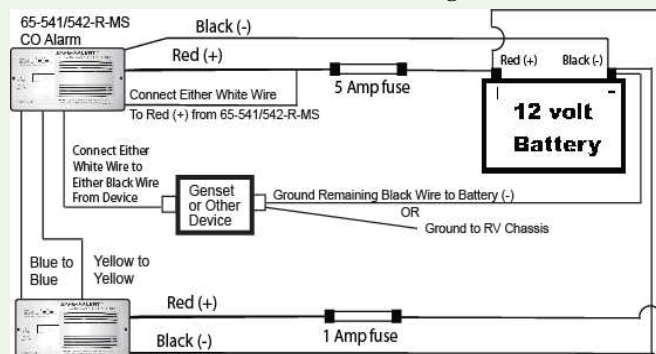 65-541/542-R-MS
CO Alarm
Black (-)
Red (+)
Red (+)
Black (-)
Connect Either White Wire
To Red (+) from 65-541/542-R-MS
5 Amp fuse
12 volt
Battery
Connect Either
White Wire to
Either Black Wire
From Device
Genset
or Other
Device
Ground Remaining Black Wire to Battery (-)
OR
Ground to RV Chassis
Blue to
Blue
Yellow to
Yellow
Red (+)
1 Amp fuse
Black (-)